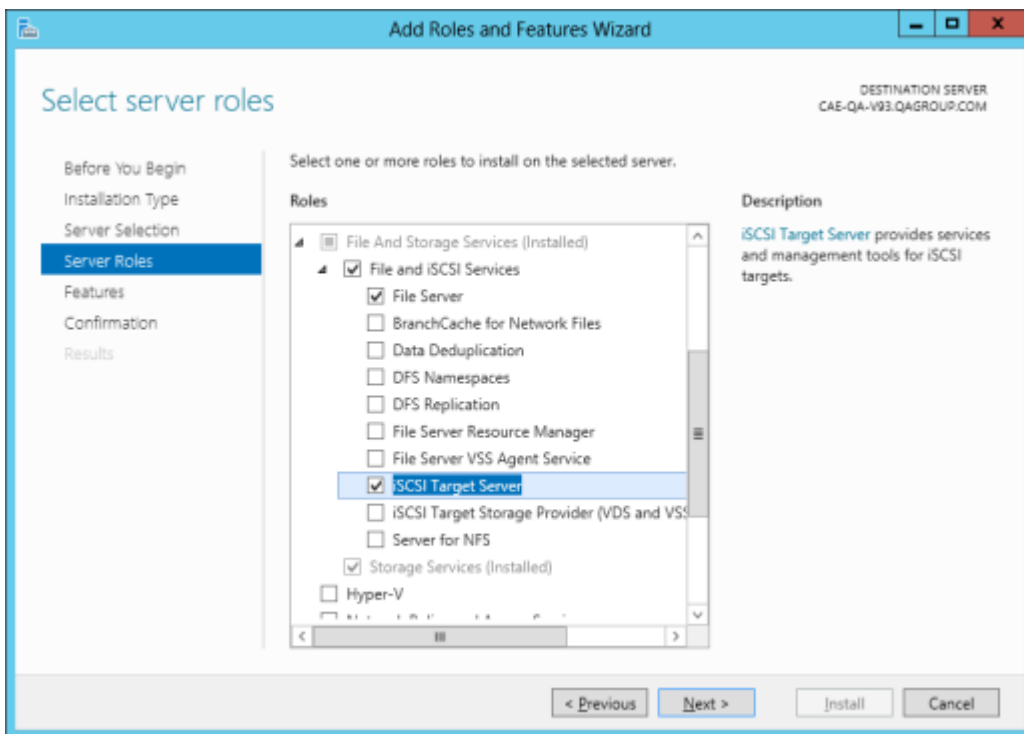 Add Roles and Features Wizard
Select server roles
DESTINATION SERVER
CAE-QA-V93.QAGROUP.COM
Before You Begin
Installation Type
Server Selection
Server Roles
Features
Confirmation
Results
Select one or more roles to install on the selected server.
Roles
File And Storage Services (Installed)
File and iSCSI Services
File Server
BranchCache for Network Files
Data Deduplication
DFS Namespaces
DFS Replication
File Server Resource Manager
File Server VSS Agent Service
iSCSI Target Server
iSCSI Target Storage Provider (VDS and VSS
Server for NFS
Storage Services (Installed)
Hyper-V
Description
iSCSI Target Server provides services
and management tools for iSCSI
targets.
< Previous
Next >
Install
Cancel